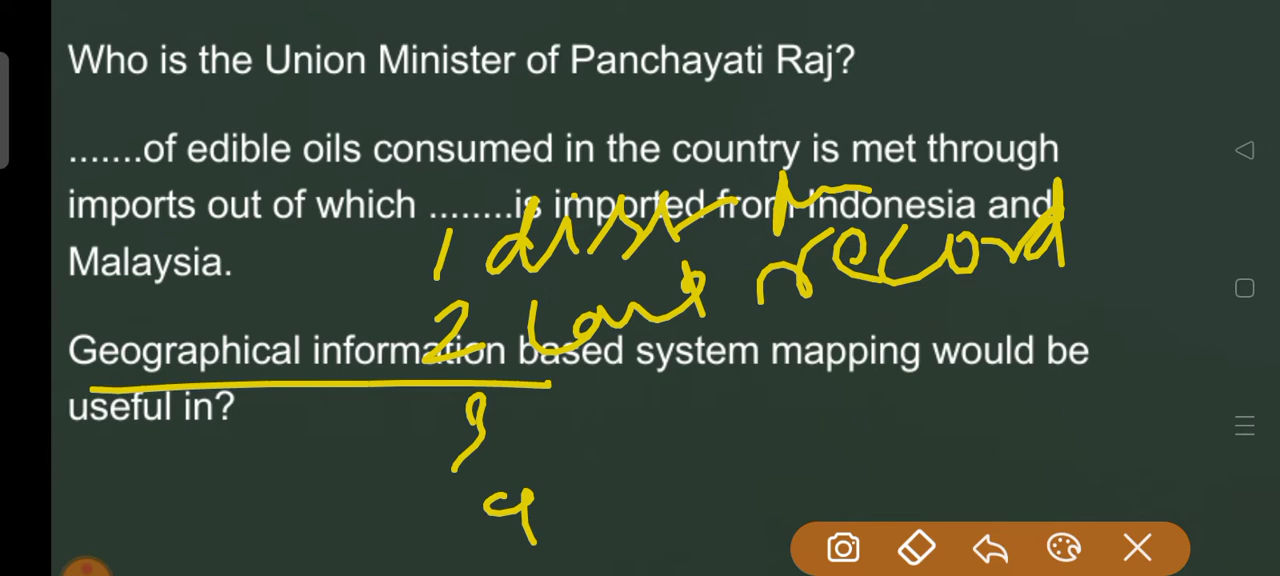 Who is the Union Minister of Panchayati Raj?
.......of edible oils consumed in the country is met through
imports out of which ........is imported from Indonesia and
Malaysia.
Geographical information based system mapping would be
useful in?
1
2 record
3
4